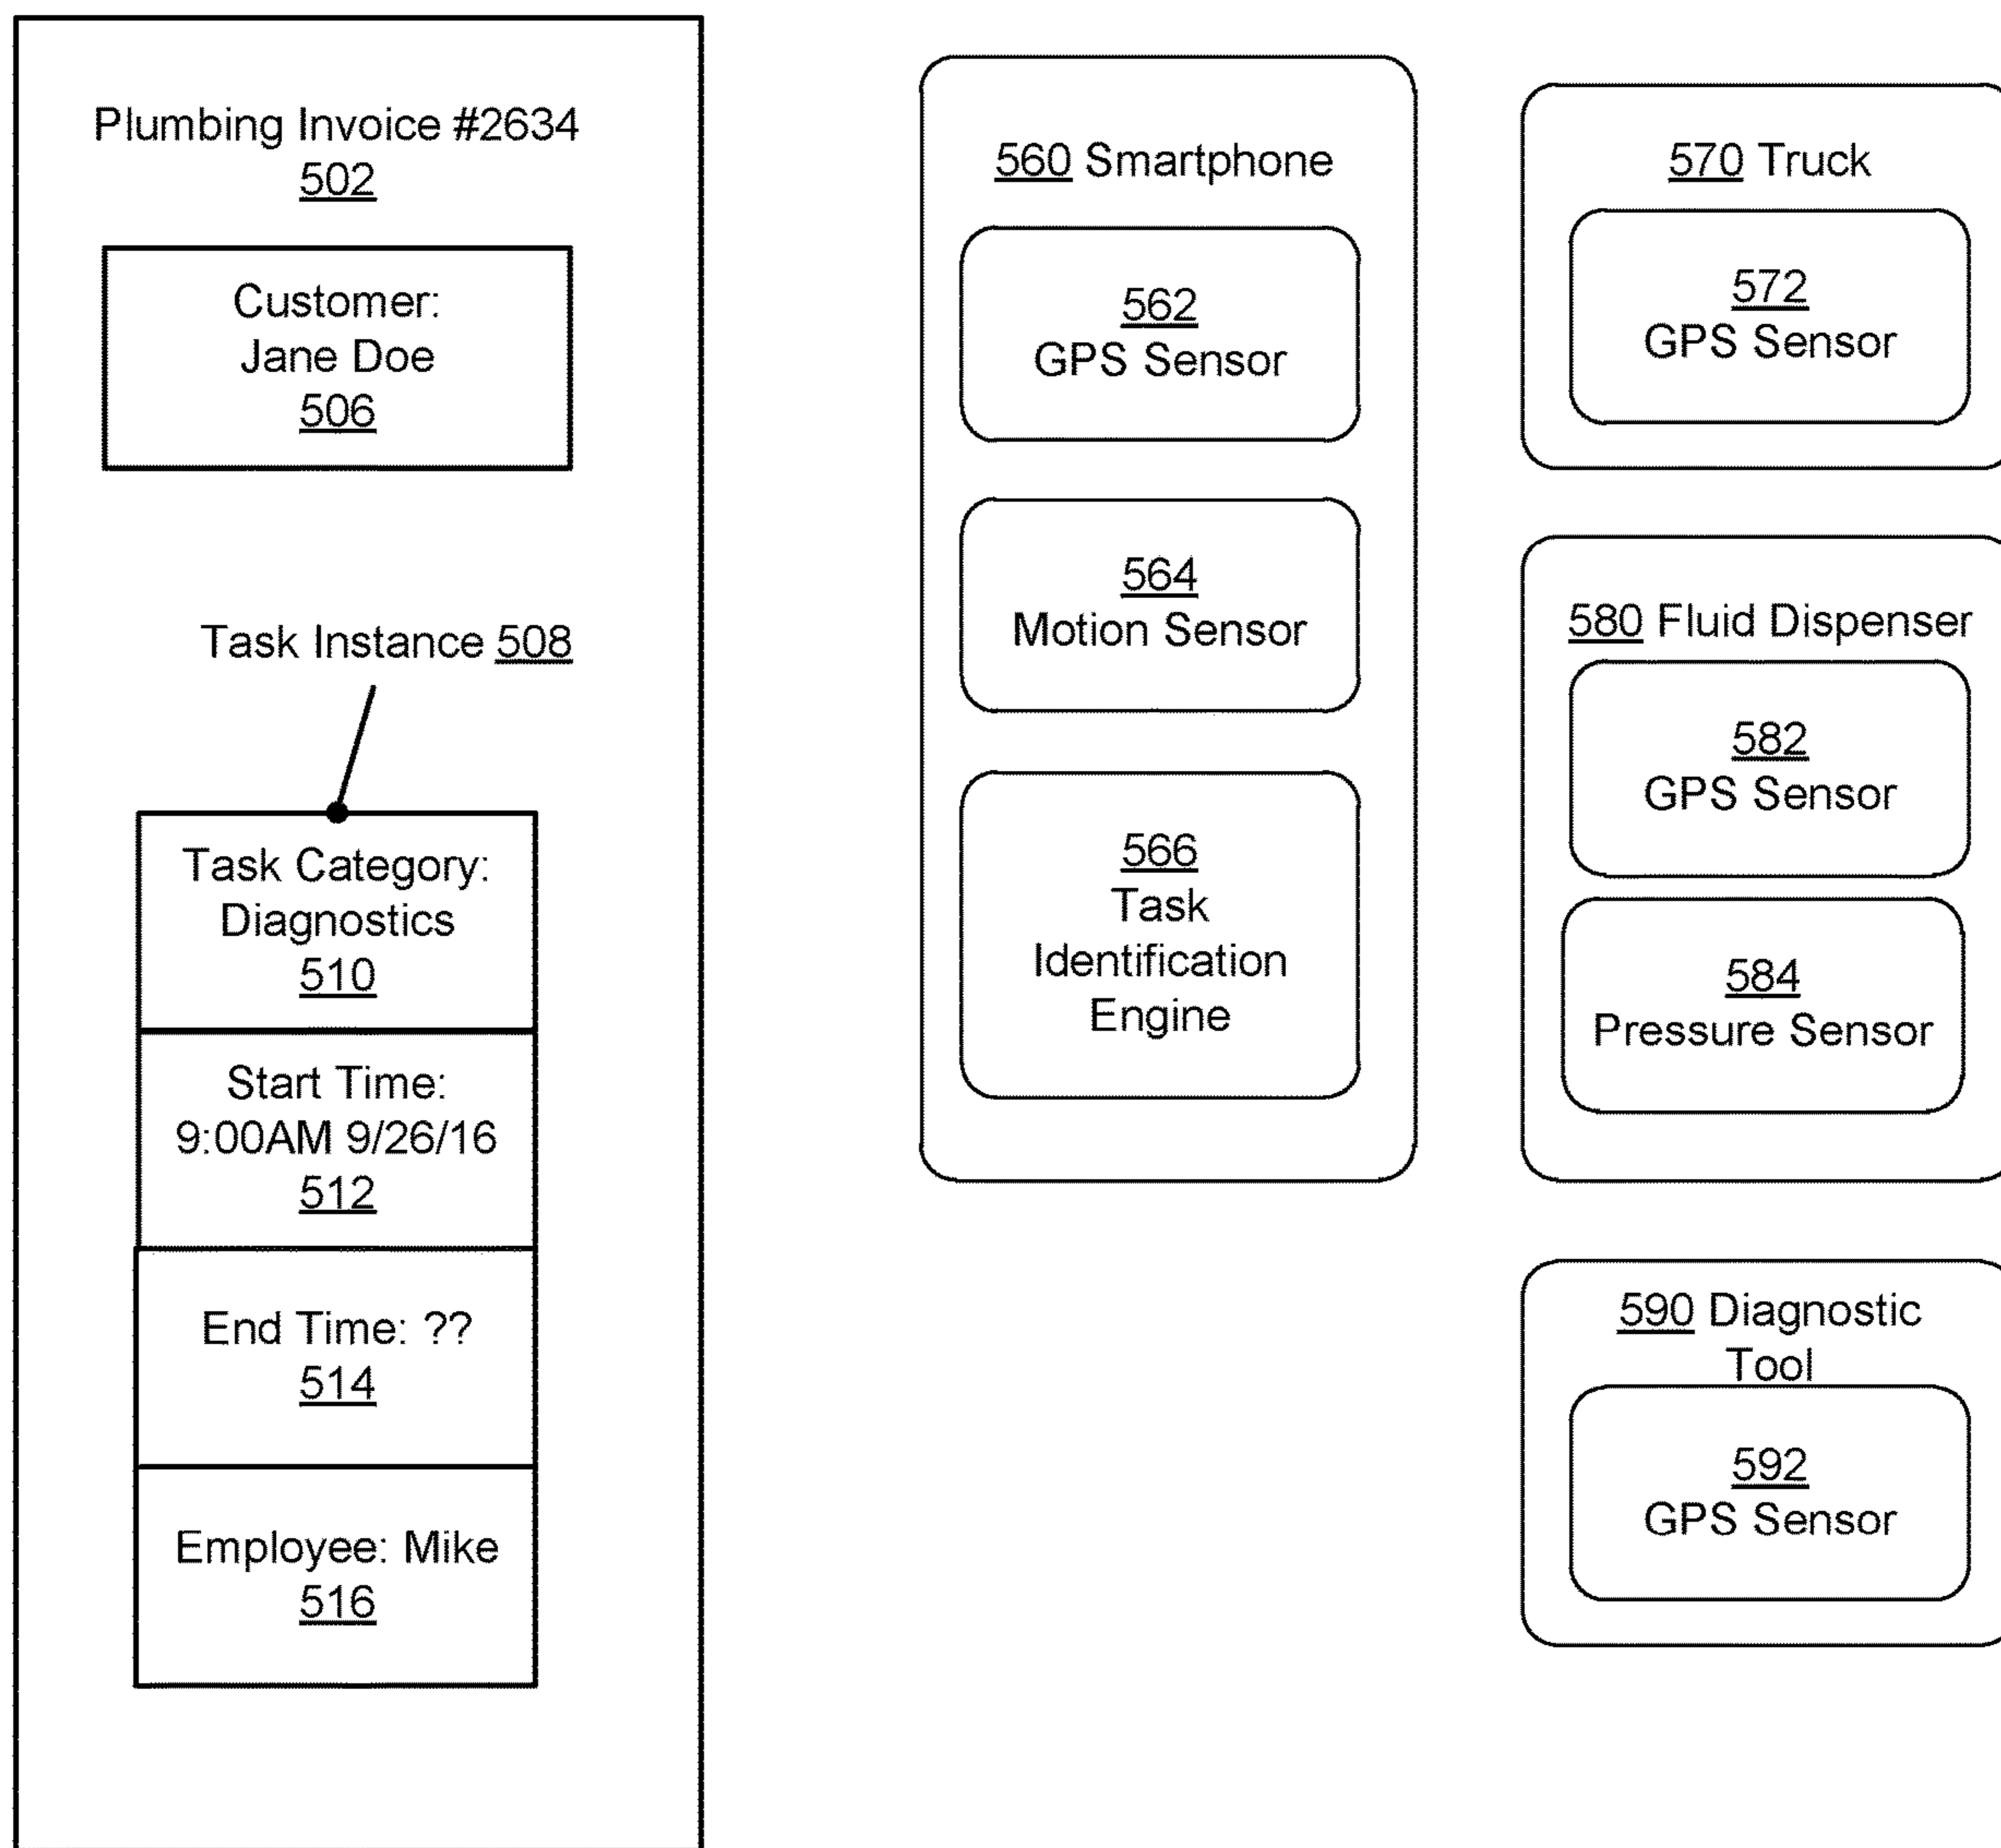 Plumbing Invoice #2634
502
Customer:
Jane Doe
506
Task Instance 508
Task Category:
Diagnostics
510
Start Time:
9:00AM 9/26/16
512
End Time: ??
514
Employee: Mike
516
560 Smartphone
562
GPS Sensor
564
Motion Sensor
566
Task
Identification
Engine
570 Truck
572
GPS Sensor
580 Fluid Dispenser
582
GPS Sensor
584
Pressure Sensor
590 Diagnostic
Tool
592
GPS Sensor